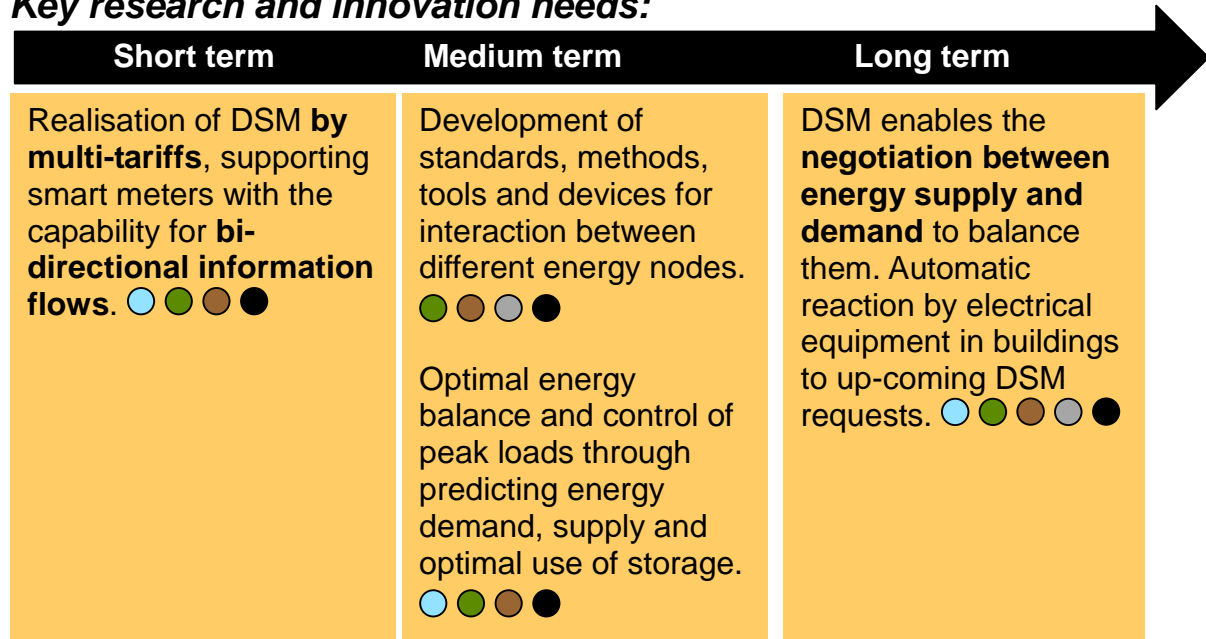 Key research and innovation needs:
Short term
Medium term
Long term
Realisation of DSM by
multi-tariffs, supporting
smart meters with the
capability for bi-
directional information
flows.
Development of
standards, methods,
tools and devices for
interaction between
different energy nodes.
Optimal energy
balance and control of
peak loads through
predicting energy
demand, supply and
optimal use of storage.
DSM enables the
negotiation between
energy supply and
demand to balance
them. Automatic
reaction by electrical
equipment in buildings
to up-coming DSM
requests.